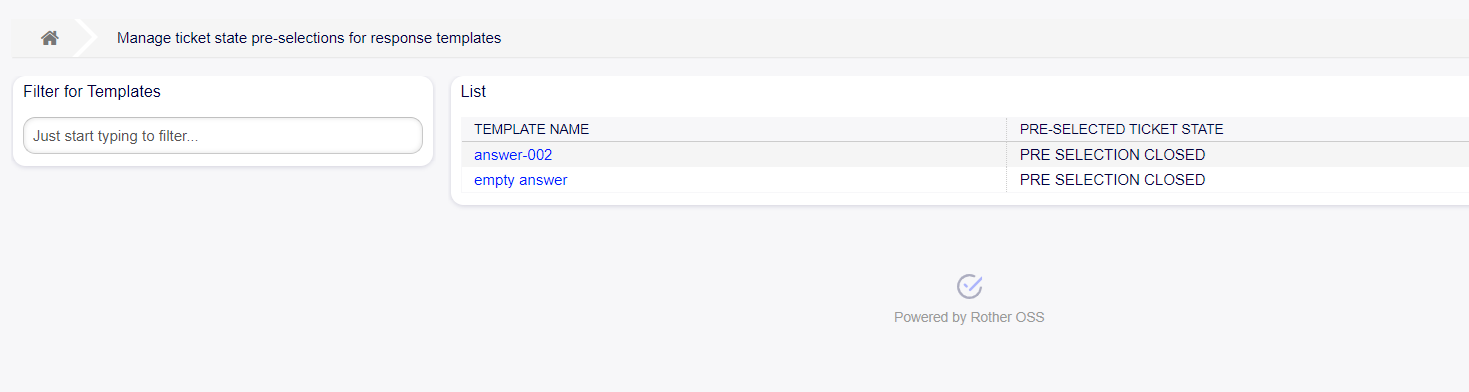 Manage ticket state pre-selections for response templates
Filter for Templates
Just start typing to filter...
List
TEMPLATE NAME PRE-SELECTED TICKET STATE
answer-002 PRE SELECTION CLOSED
empty answer PRE SELECTION CLOSED
Powered by Rother OSS